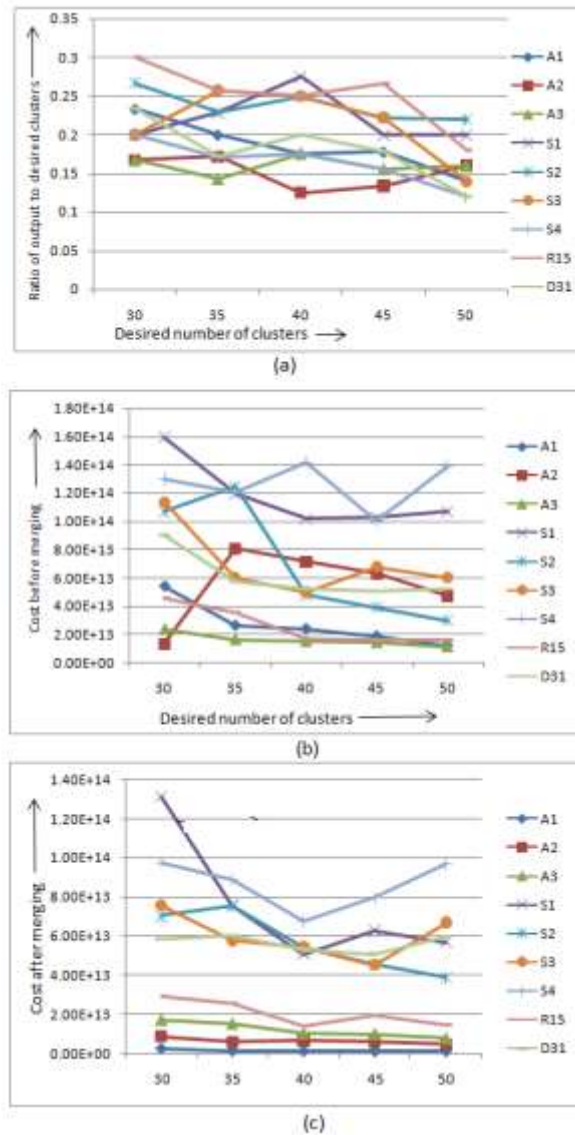 0.35
0.3
0.25
0.2
0.15
0.1
0.05
0
Ratio of output to desired clusters
30 35 40 45 50
Desired number of clusters
A1
A2
A3
S1
S2
S3
S4
R15
D31
(a)
1.80E+14
1.60E+14
1.40E+14
1.20E+14
1.00E+14
8.00E+13
6.00E+13
4.00E+13
2.00E+13
0.00E+00
Cost before merging
30 35 40 45 50
Desired number of clusters
A1
A2
A3
S1
S2
S3
S4
R15
D31
(b)
1.40E+14
1.20E+14
1.00E+14
8.00E+13
6.00E+13
4.00E+13
2.00E+13
0.00E+00
Cost after merging
30 35 40 45 50
A1
A2
A3
S1
S2
S3
S4
R15
D31
(c)